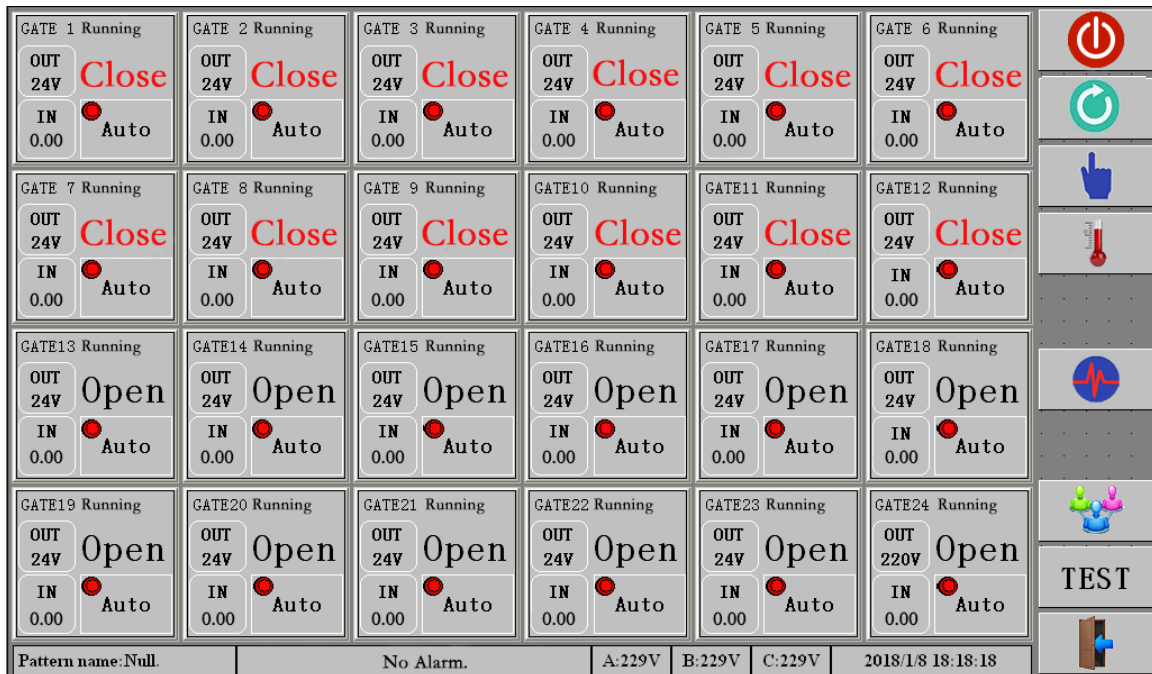 GATE 1 Running
OUT
24V
Close
IN
0.00
Auto
GATE 2 Running
OUT
24V
Close
IN
0.00
Auto
GATE 3 Running
OUT
24V
Close
IN
0.00
Auto
GATE 4 Running
OUT
24V
Close
IN
0.00
Auto
GATE 5 Running
OUT
24V
Close
IN
0.00
Auto
GATE 6 Running
OUT
24V
Close
IN
0.00
Auto
GATE 7 Running
OUT
24V
Close
IN
0.00
Auto
GATE 8 Running
OUT
24V
Close
IN
0.00
Auto
GATE 9 Running
OUT
24V
Close
IN
0.00
Auto
GATE10 Running
OUT
24V
Close
IN
0.00
Auto
GATE11 Running
OUT
24V
Close
IN
0.00
Auto
GATE12 Running
OUT
24V
Close
IN
0.00
Auto
GATE13 Running
OUT
24V
Open
IN
0.00
Auto
GATE14 Running
OUT
24V
Open
IN
0.00
Auto
GATE15 Running
OUT
24V
Open
IN
0.00
Auto
GATE16 Running
OUT
24V
Open
IN
0.00
Auto
GATE17 Running
OUT
24V
Open
IN
0.00
Auto
GATE18 Running
OUT
24V
Open
IN
0.00
Auto
GATE19 Running
OUT
24V
Open
IN
0.00
Auto
GATE20 Running
OUT
24V
Open
IN
0.00
Auto
GATE21 Running
OUT
24V
Open
IN
0.00
Auto
GATE22 Running
OUT
24V
Open
IN
0.00
Auto
GATE23 Running
OUT
24V
Open
IN
0.00
Auto
GATE24 Running
OUT
220V
Open
IN
0.00
Auto
TEST
Pattern name:Null.
No Alarm.
A:229V
B:229V
C:229V
2018/1/8 18:18:18